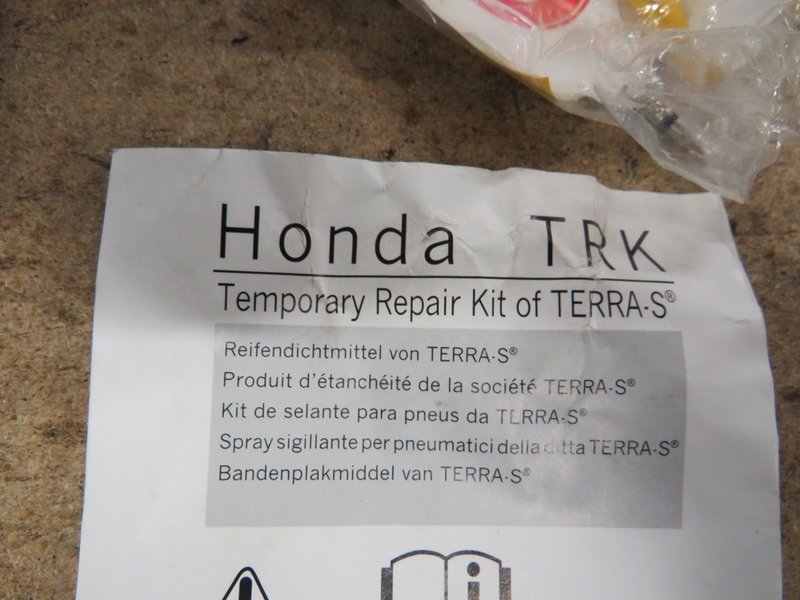 Honda TRK
Temporary Repair Kit of TERRA-S®
Reifendichtmittel von TERRA-S®
Produit d'étanchéité de la société TERRA-S®
Kit de selante para pneus da TERRA-S®
Spray sigillante per pneumatici della ditta TERRA-S®
Bandenplakmiddel van TERRA-S®
i